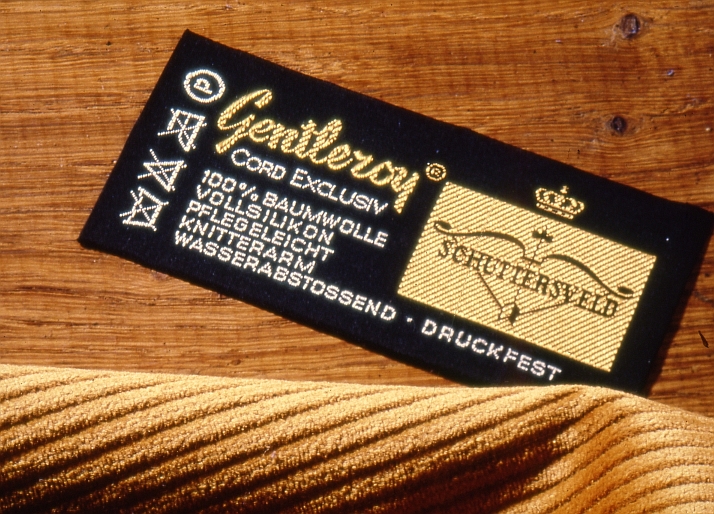 P
Gentleroy ®
CORD EXCLUSIV
100% BAUMWOLLE
VOLLSILIKON
PFLEGELEICHT
KNITTERARM
WASSERABSTOSSEND · DRUCKFEST
SCHUTTERSVELD